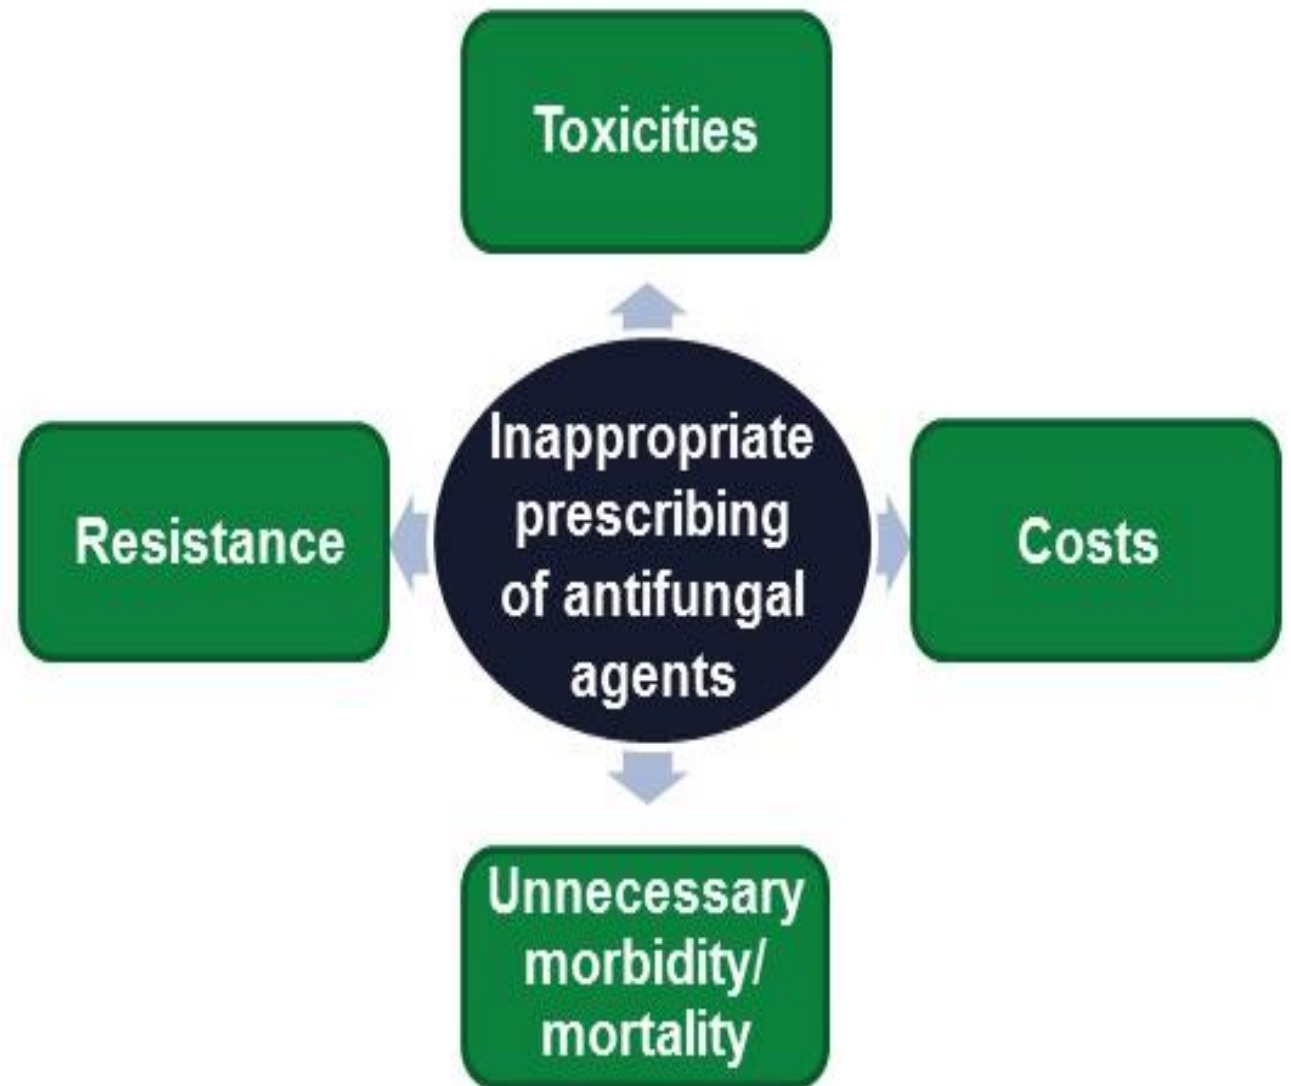 Toxicities
Resistance
Inappropriate
prescribing
of antifungal
agents
Costs
Unnecessary
morbidity/
mortality